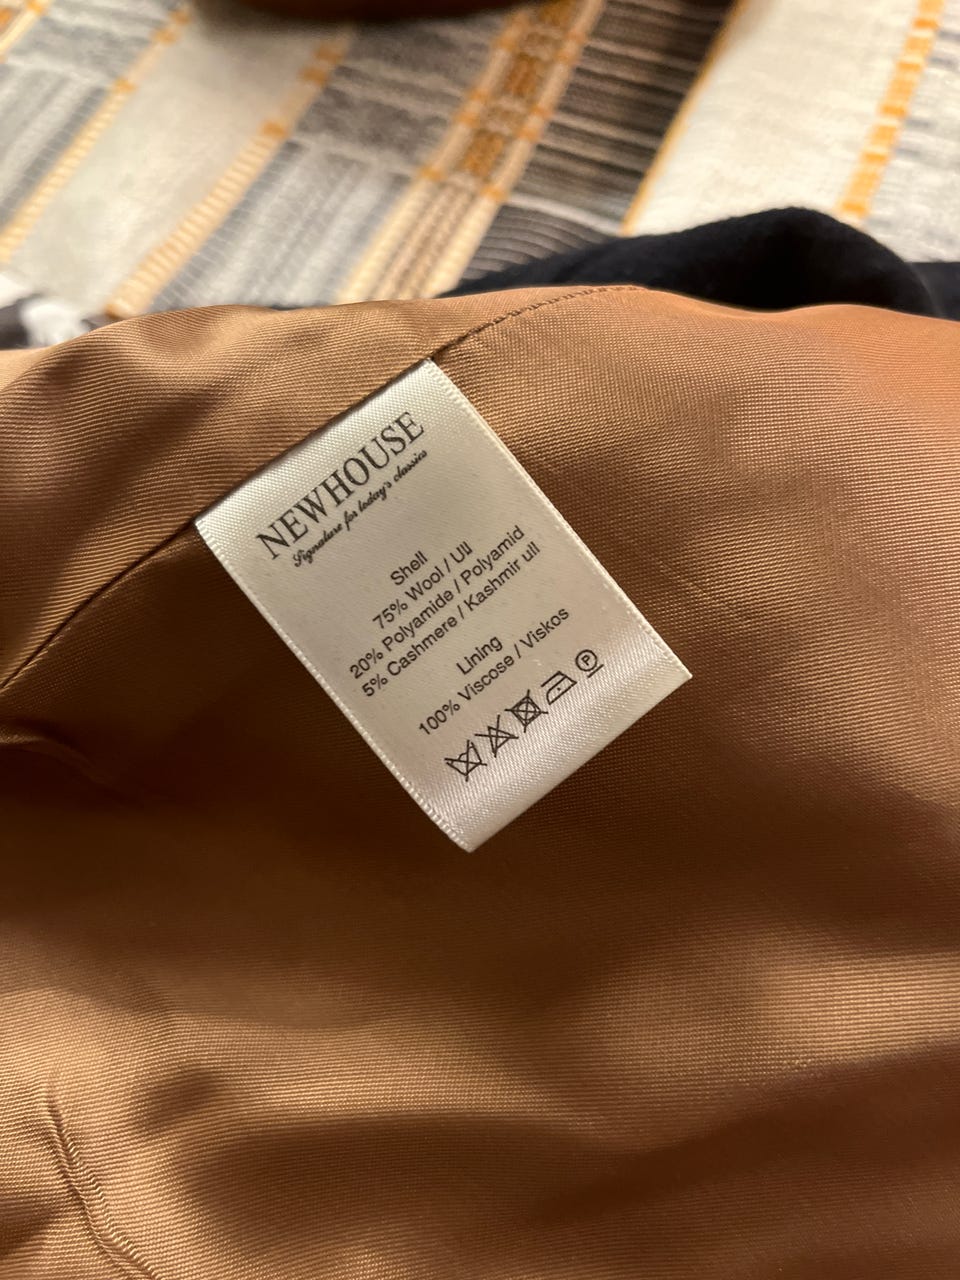 NEWHOUSE
Signature for today's classics
Shell
75% Wool / Ull
20% Polyamide / Polyamid
5% Cashmere / Kashmir ull
Lining
100% Viscose / Viskos
P